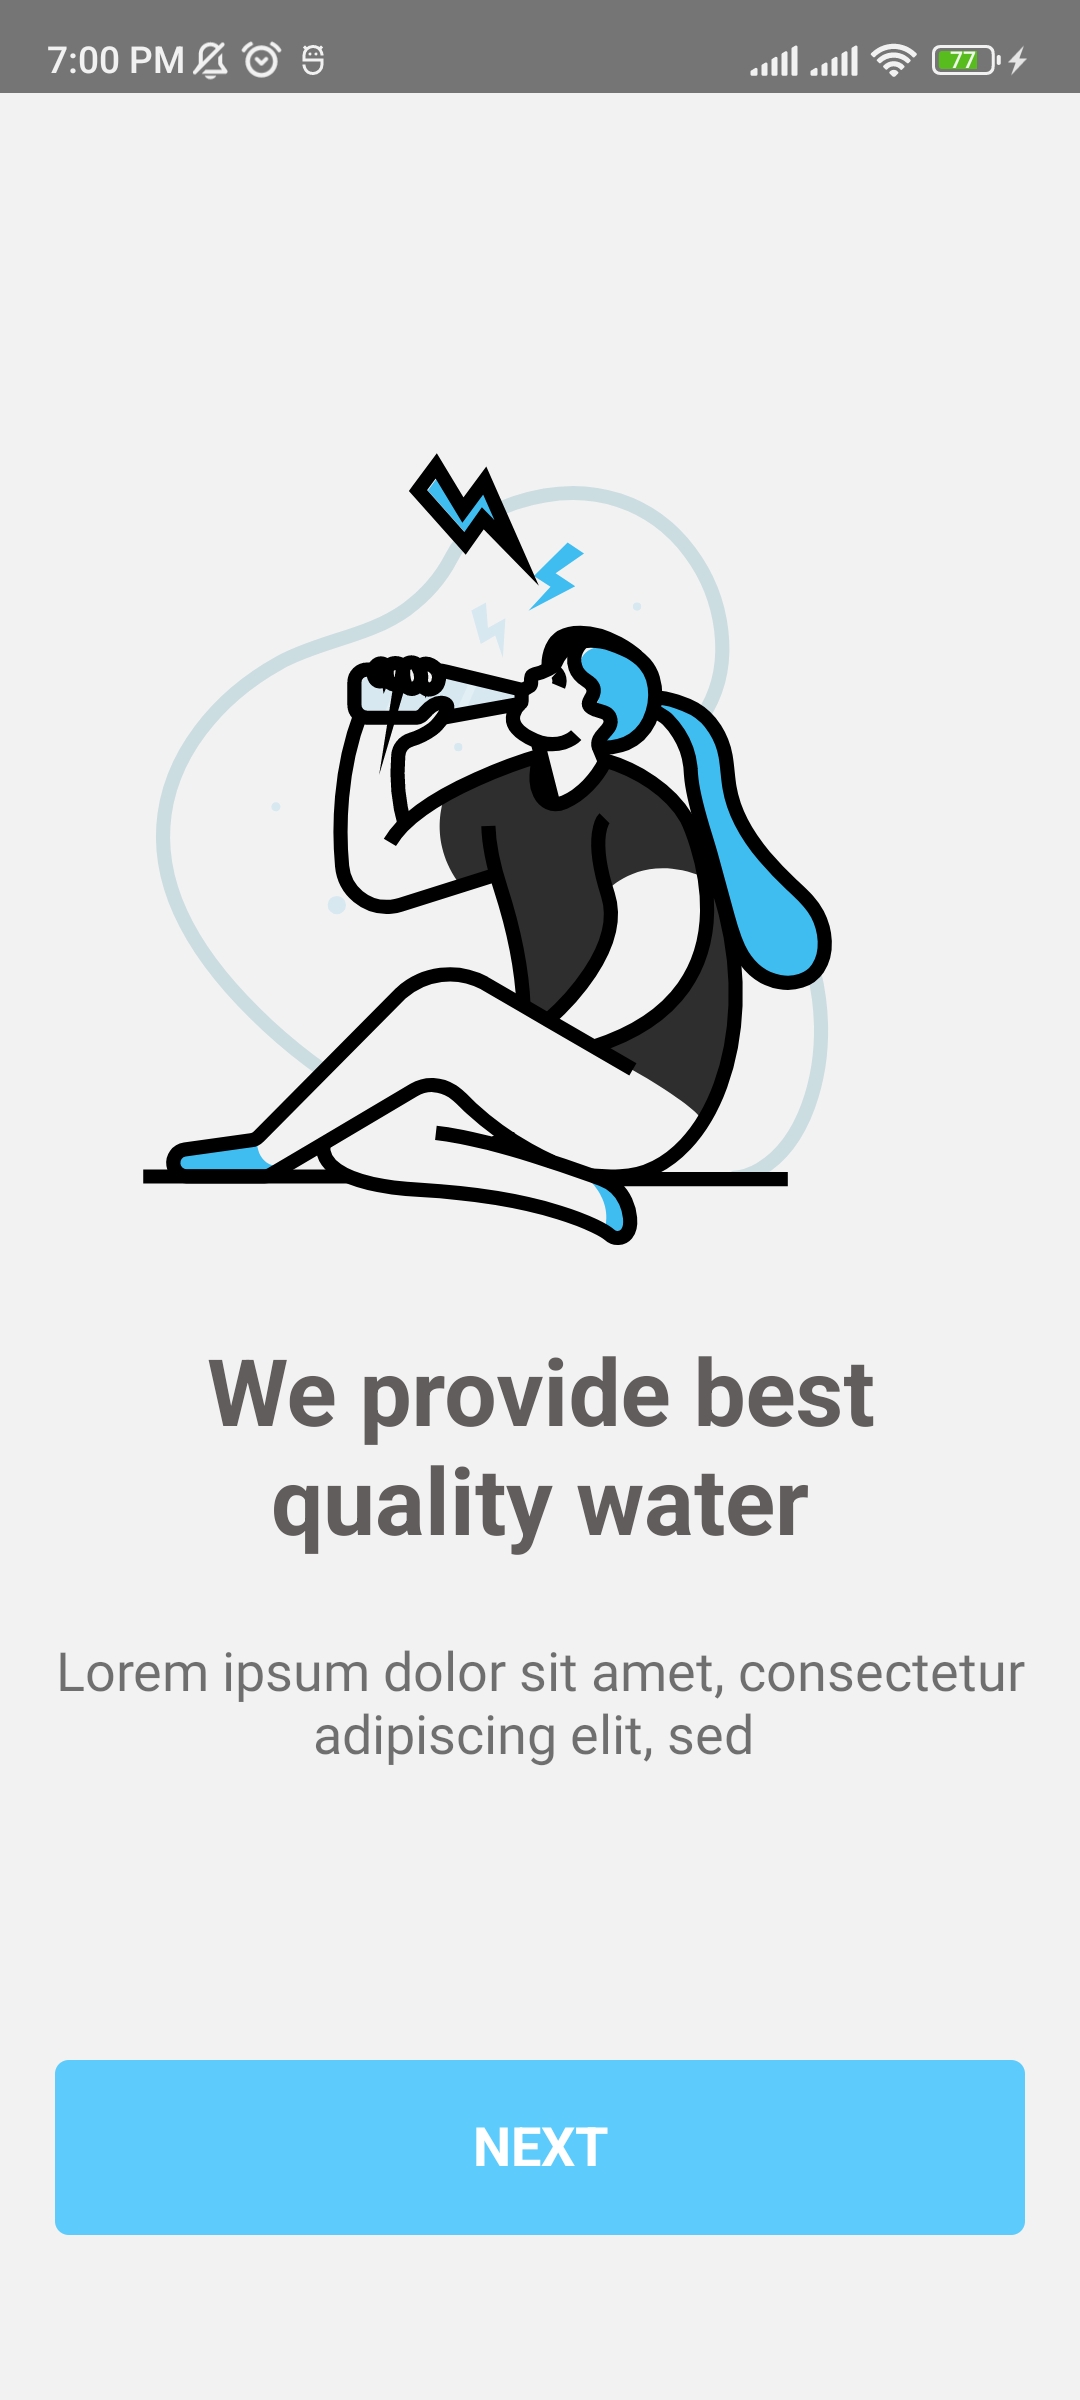 7:00 PM
77
We provide best
quality water
Lorem ipsum dolor sit amet, consectetur
adipiscing elit, sed
NEXT